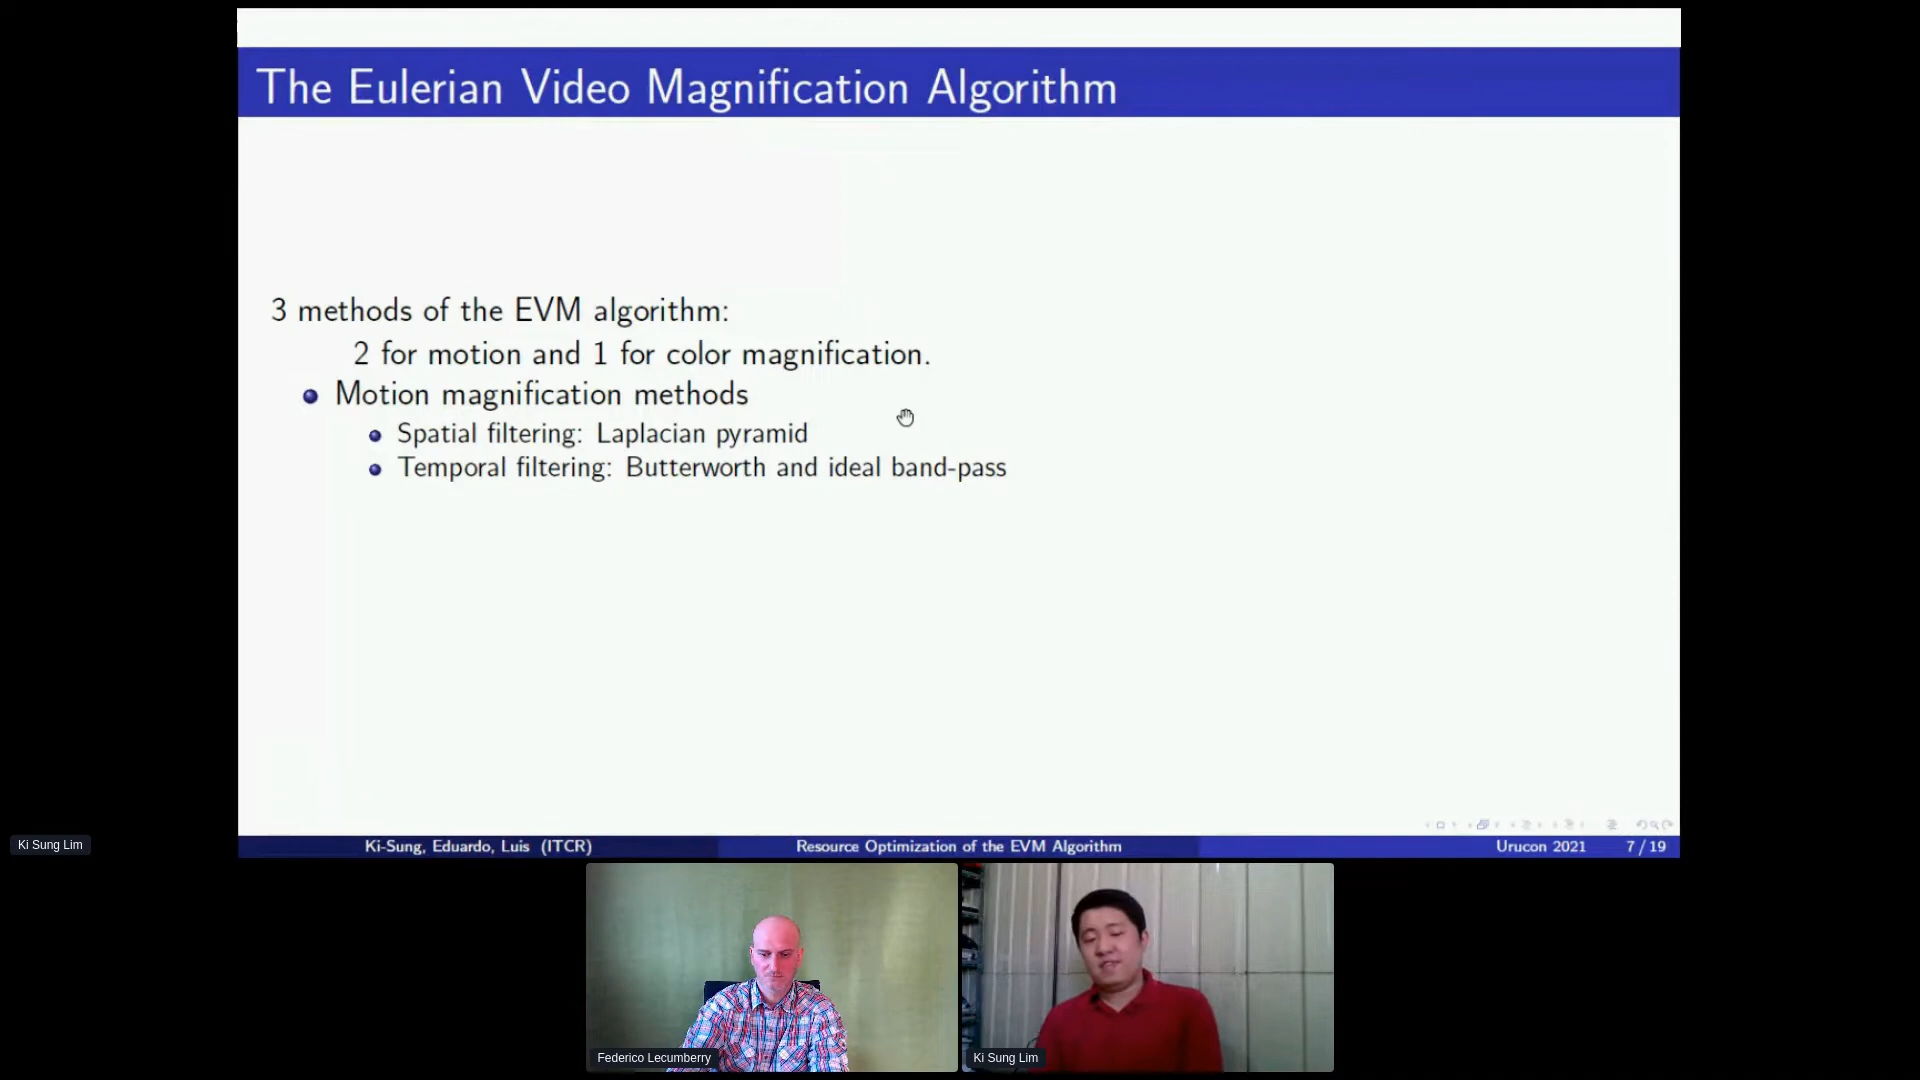 The Eulerian Video Magnification Algorithm
3 methods of the EVM algorithm:
2 for motion and 1 for color magnification.
Motion magnification methods
Spatial filtering: Laplacian pyramid
Temporal filtering: Butterworth and ideal band-pass
Ki-Sung, Eduardo, Luis (ITCR)
Resource Optimization of the EVM Algorithm
Urucon 2021
7 / 19
Ki Sung Lim
Federico Lecumberry
Ki Sung Lim